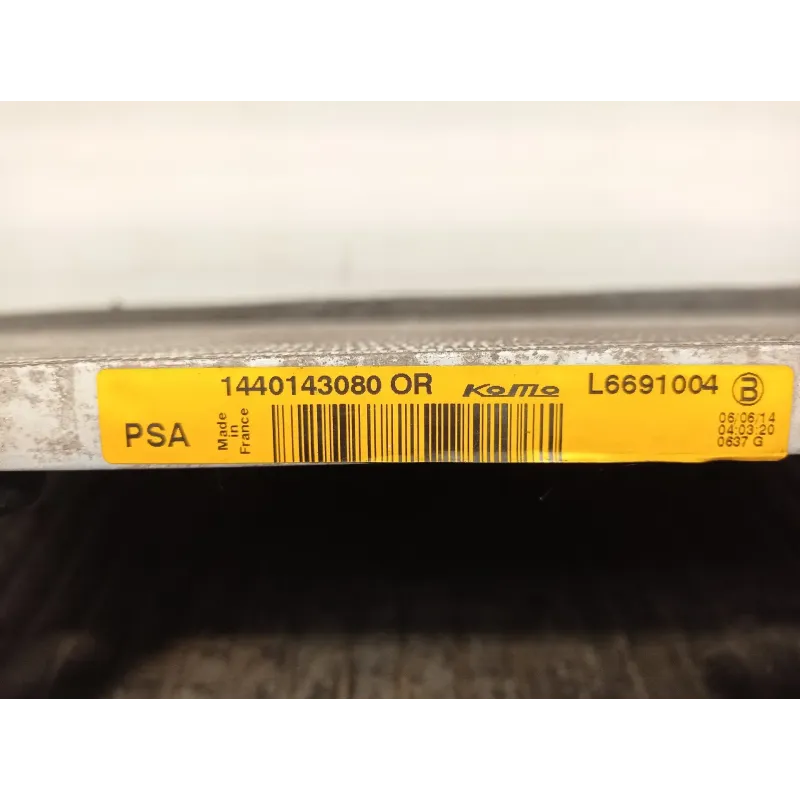 1440143080 OR KoMo L6691004 B
PSA
Made
in
France
06/06/14
04:03:20
0637 G